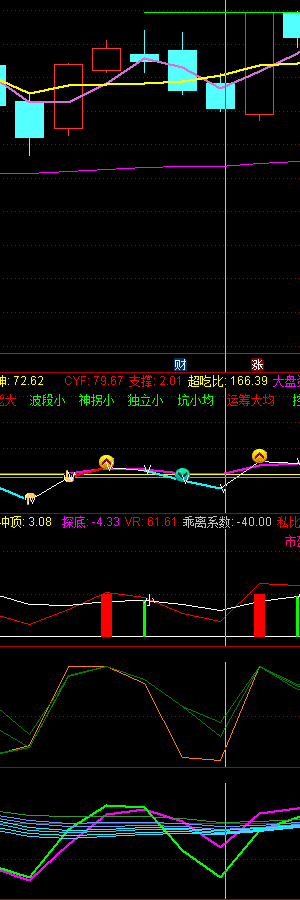 财 涨
神: 72.62 CYF: 79.67 支撑: 2.01 超吃比: 166.39 大盘
老大 波段小 神拐小 独立小 坑小均 运筹大均 控
冲顶: 3.08 探底: -4.33 VR: 61.61 乖离系数: -40.00 私比
市